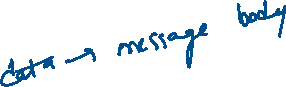 data → message body